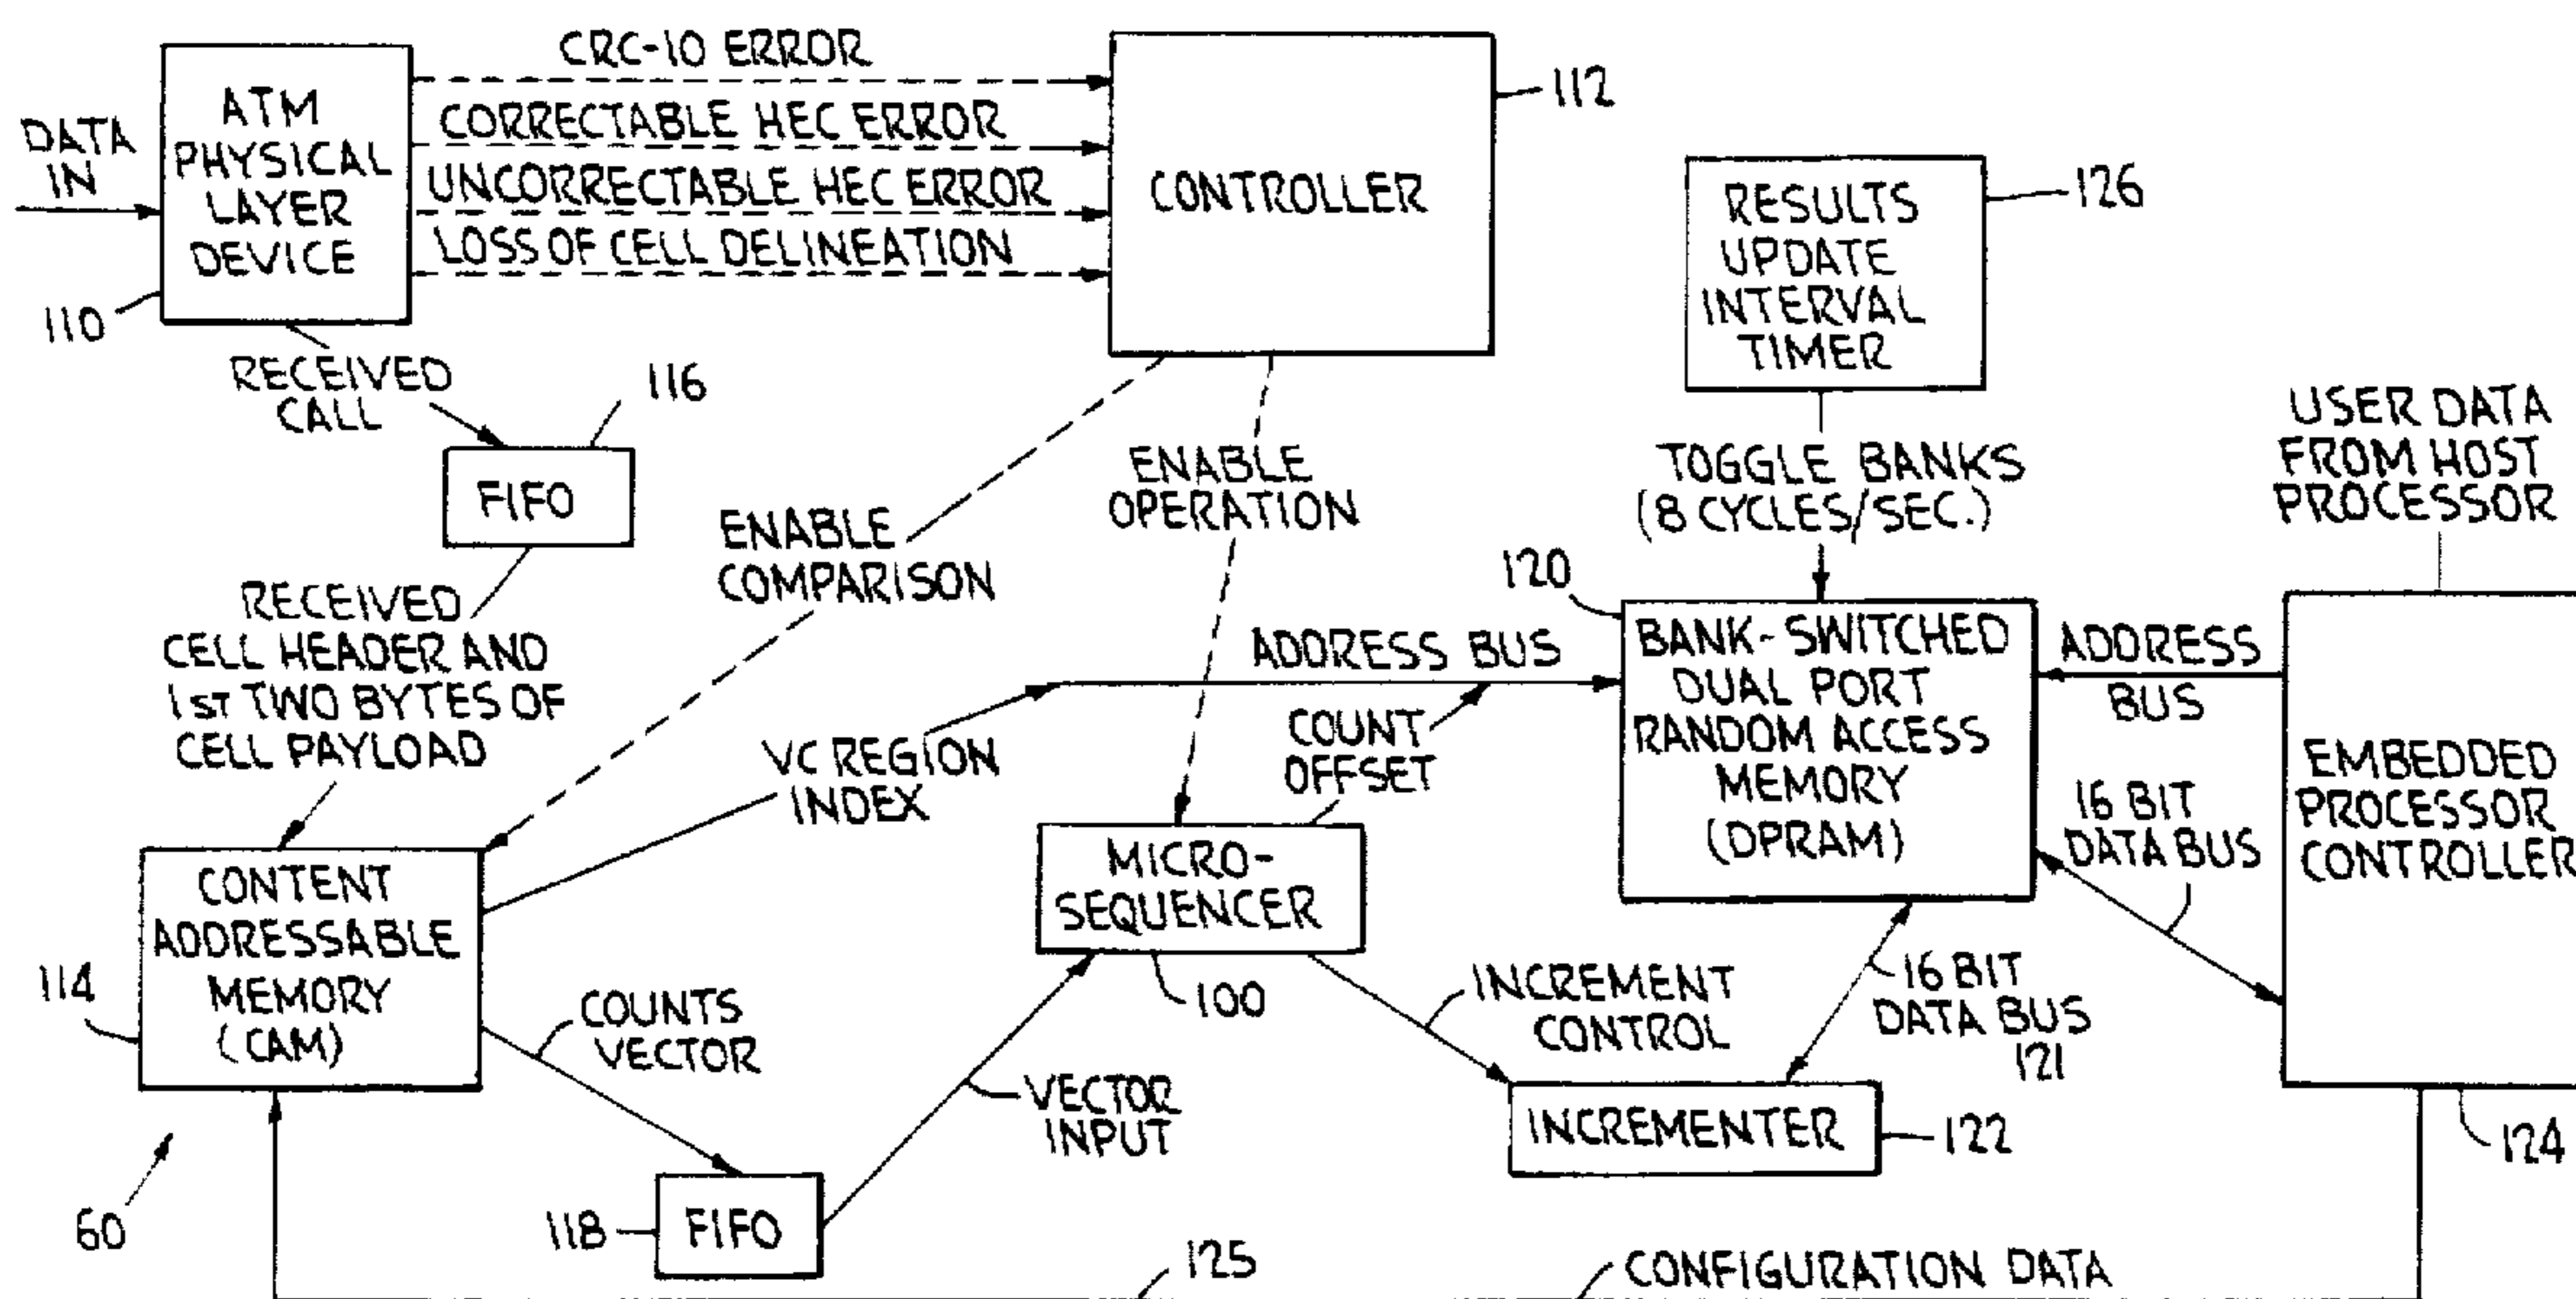 DATA
IN
ATM
PHYSICAL
LAYER
DEVICE
110
CRC-10 ERROR
CORRECTABLE HEC ERROR
UNCORRECTABLE HEC ERROR
LOSS OF CELL DELINEATION
CONTROLLER
112
RESULTS
UPDATE
INTERVAL
TIMER
126
RECEIVED
CALL
116
FIFO
ENABLE
COMPARISON
ENABLE
OPERATION
TOGGLE BANKS
(8 CYCLES/SEC.)
USER DATA
FROM HOST
PROCESSOR
RECEIVED
CELL HEADER AND
1ST TWO BYTES OF
CELL PAYLOAD
120
ADDRESS BUS
BANK-SWITCHED
DUAL PORT
RANDOM ACCESS
MEMORY
(DPRAM)
ADDRESS
BUS
VC REGION
INDEX
COUNT
OFFSET
16 BIT
DATA BUS
EMBEDDED
PROCESSOR
CONTROLLER
CONTENT
ADDRESSABLE
MEMORY
(CAM)
114
MICRO-
SEQUENCER
100
COUNTS
VECTOR
INCREMENT
CONTROL
16 BIT
DATA BUS
121
VECTOR
INPUT
INCREMENTER
122
124
60
118
FIFO
125
CONFIGURATION DATA